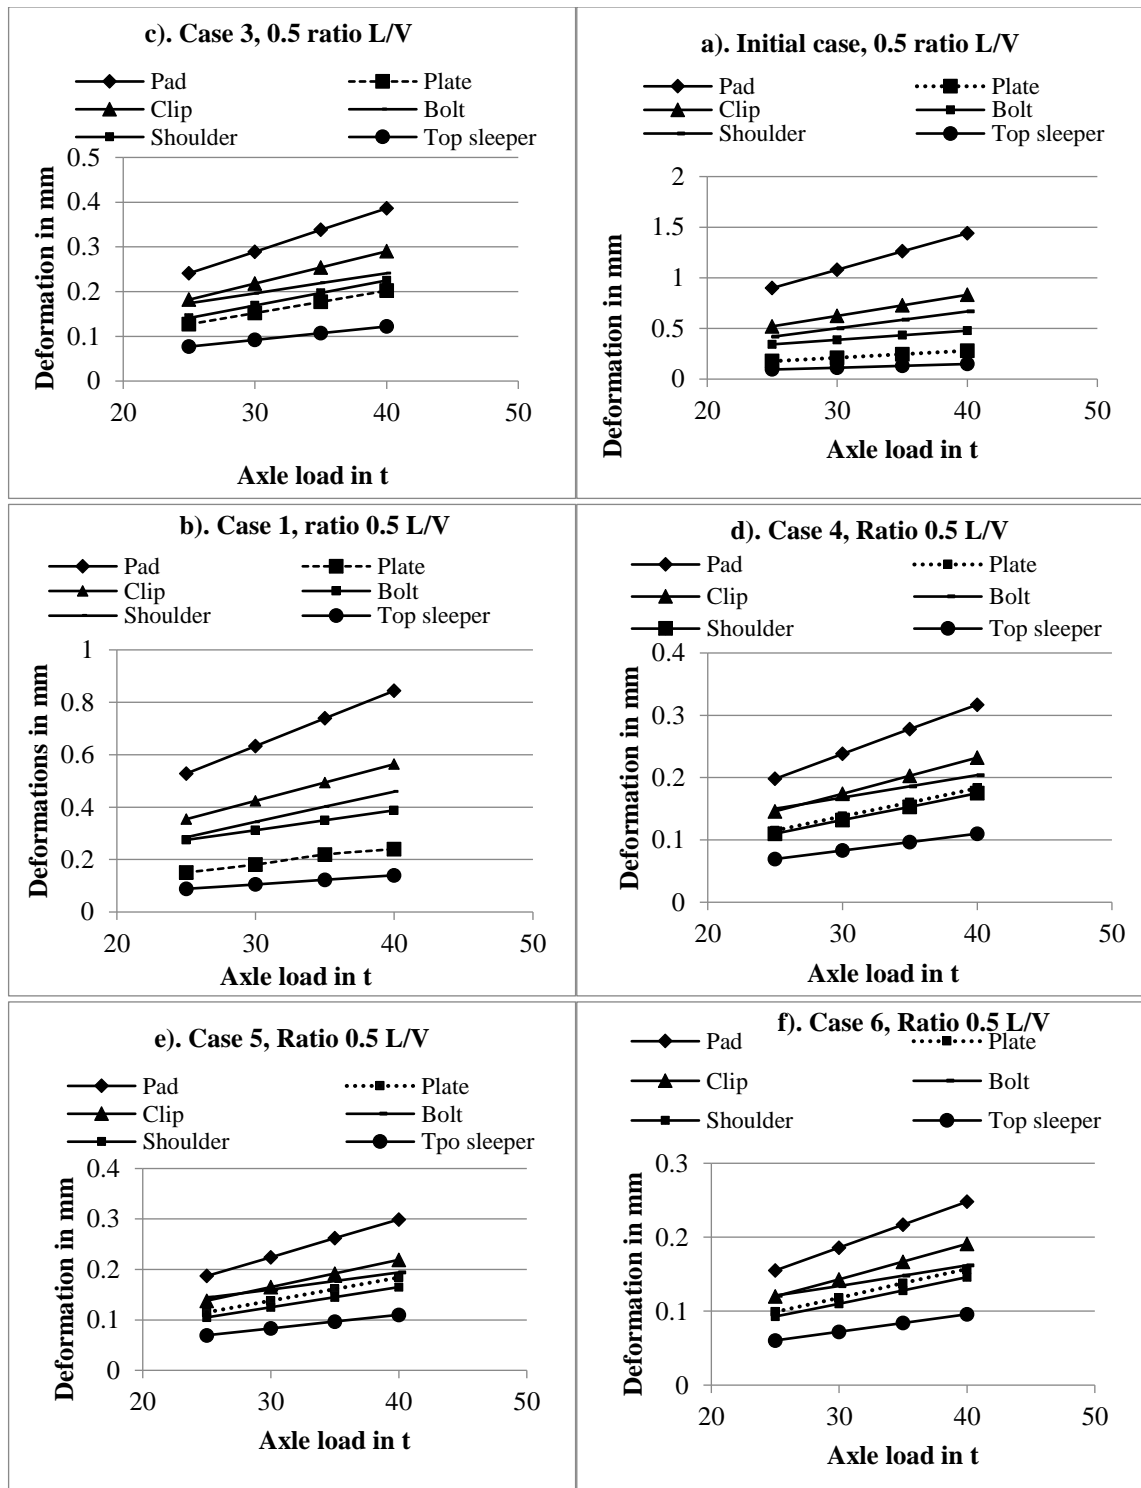 c). Case 3, 0.5 ratio L/V
Pad
Plate
Clip
Bolt
Shoulder
Top sleeper
0.5
0.4
0.3
0.2
0.1
0
20
30
40
50
Deformation in mm
Axle load in t
a). Initial case, 0.5 ratio L/V
Pad
Plate
Clip
Bolt
Shoulder
Top sleeper
2
1.5
1
0.5
0
20
30
40
50
Deformation in mm
Axle load in t
b). Case 1, ratio 0.5 L/V
Pad
Plate
Clip
Bolt
Shoulder
Top sleeper
1
0.8
0.6
0.4
0.2
0
20
30
40
50
Deformations in mm
Axle load in t
d). Case 4, Ratio 0.5 L/V
Pad
Plate
Clip
Bolt
Shoulder
Top sleeper
0.4
0.3
0.2
0.1
0
20
30
40
50
Deformation in mm
Axle load in t
e). Case 5, Ratio 0.5 L/V
Pad
Plate
Clip
Bolt
Shoulder
Tpo sleeper
0.4
0.3
0.2
0.1
0
20
30
40
50
Deformation in mm
Axle load in t
f). Case 6, Ratio 0.5 L/V
Pad
Plate
Clip
Bolt
Shoulder
Top sleeper
0.3
0.2
0.1
0
20
30
40
50
Deformation in mm
Axle load in t